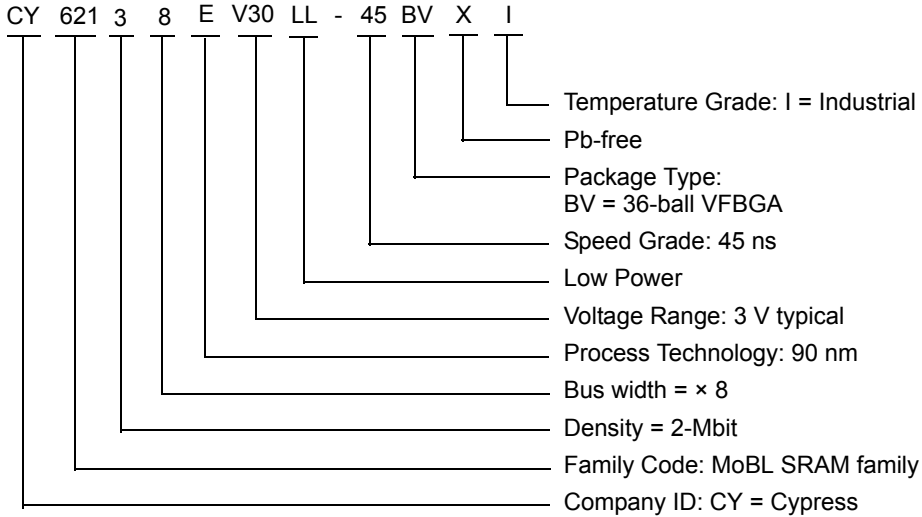 CY 621 3 8 E V30 LL - 45 BV X I
Temperature Grade: I = Industrial
Pb-free
Package Type:
BV = 36-ball VFBGA
Speed Grade: 45 ns
Low Power
Voltage Range: 3 V typical
Process Technology: 90 nm
Bus width = × 8
Density = 2-Mbit
Family Code: MoBL SRAM family
Company ID: CY = Cypress